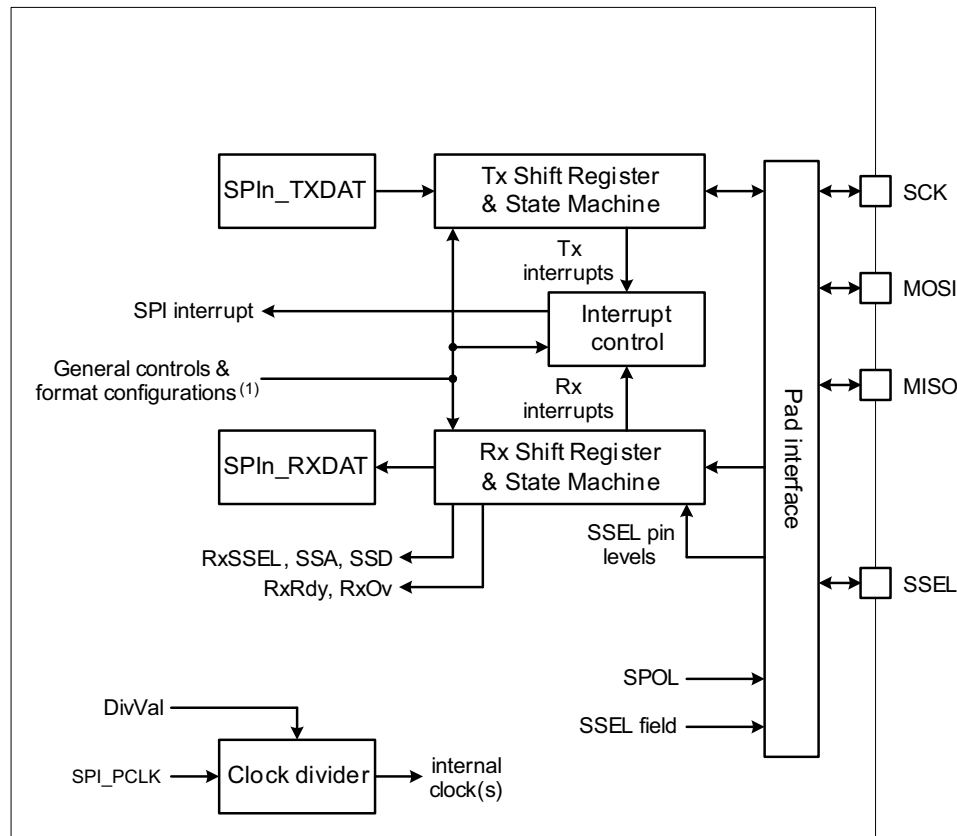 SPIn_TXDAT
Tx Shift Register
& State Machine
SCK
Tx
interrupts
MOSI
SPI interrupt
Interrupt
control
General controls &
format configurations (1)
Rx
interrupts
MISO
Pad interface
SPIn_RXDAT
Rx Shift Register
& State Machine
SSEL pin
levels
RxSSEL, SSA, SSD
RxRdy, RxOv
SSEL
SPOL
SSEL field
DivVal
SPI_PCLK
Clock divider
internal
clock(s)